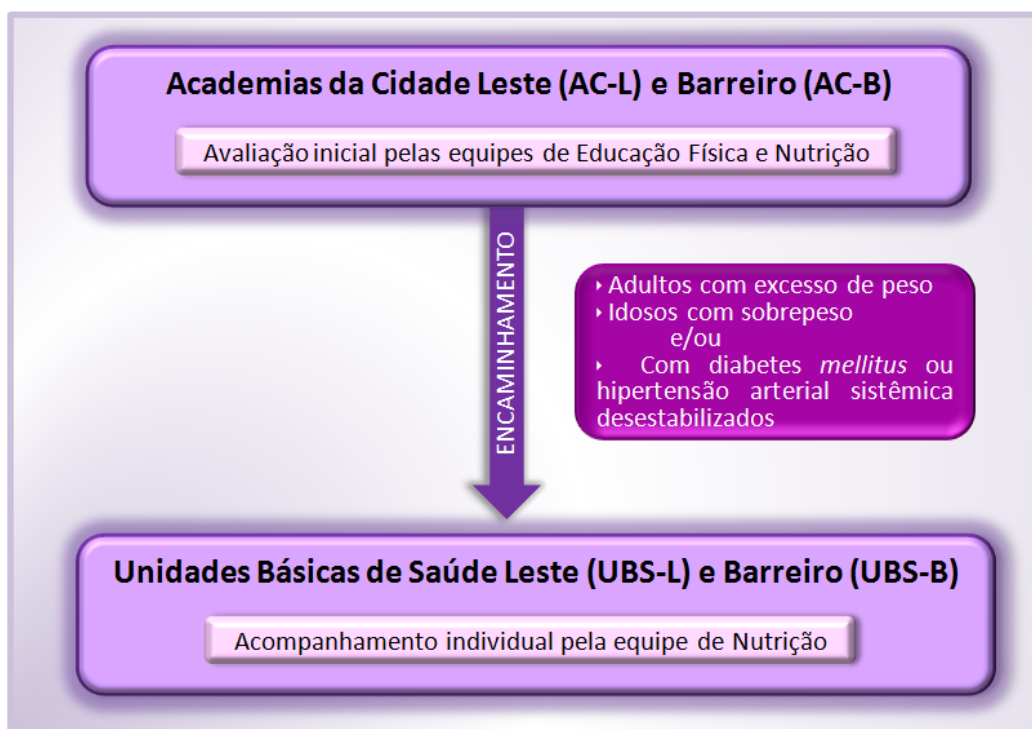 Academias da Cidade Leste (AC-L) e Barreiro (AC-B)
Avaliação inicial pelas equipes de Educação Física e Nutrição
ENCAMINHAMENTO
‣ Adultos com excesso de peso
‣ Idosos com sobrepeso
e/ou
‣ Com diabetes mellitus ou
hipertensão arterial sistêmica
desestabilizados
Unidades Básicas de Saúde Leste (UBS-L) e Barreiro (UBS-B)
Acompanhamento individual pela equipe de Nutrição